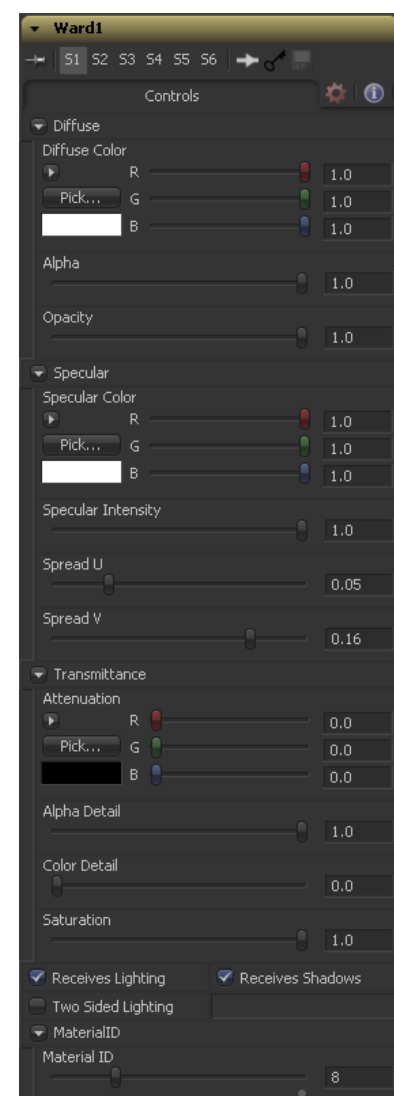 Ward1
S1 S2 S3 S4 S5 S6
Controls
Diffuse
Diffuse Color
R 1.0
Pick... G 1.0
B 1.0
Alpha
1.0
Opacity
1.0
Specular
Specular Color
R 1.0
Pick... G 1.0
B 1.0
Specular Intensity
1.0
Spread U
0.05
Spread V
0.16
Transmittance
Attenuation
R 0.0
Pick... G 0.0
B 0.0
Alpha Detail
1.0
Color Detail
0.0
Saturation
1.0
Receives Lighting Receives Shadows
Two Sided Lighting
MaterialID
Material ID
8